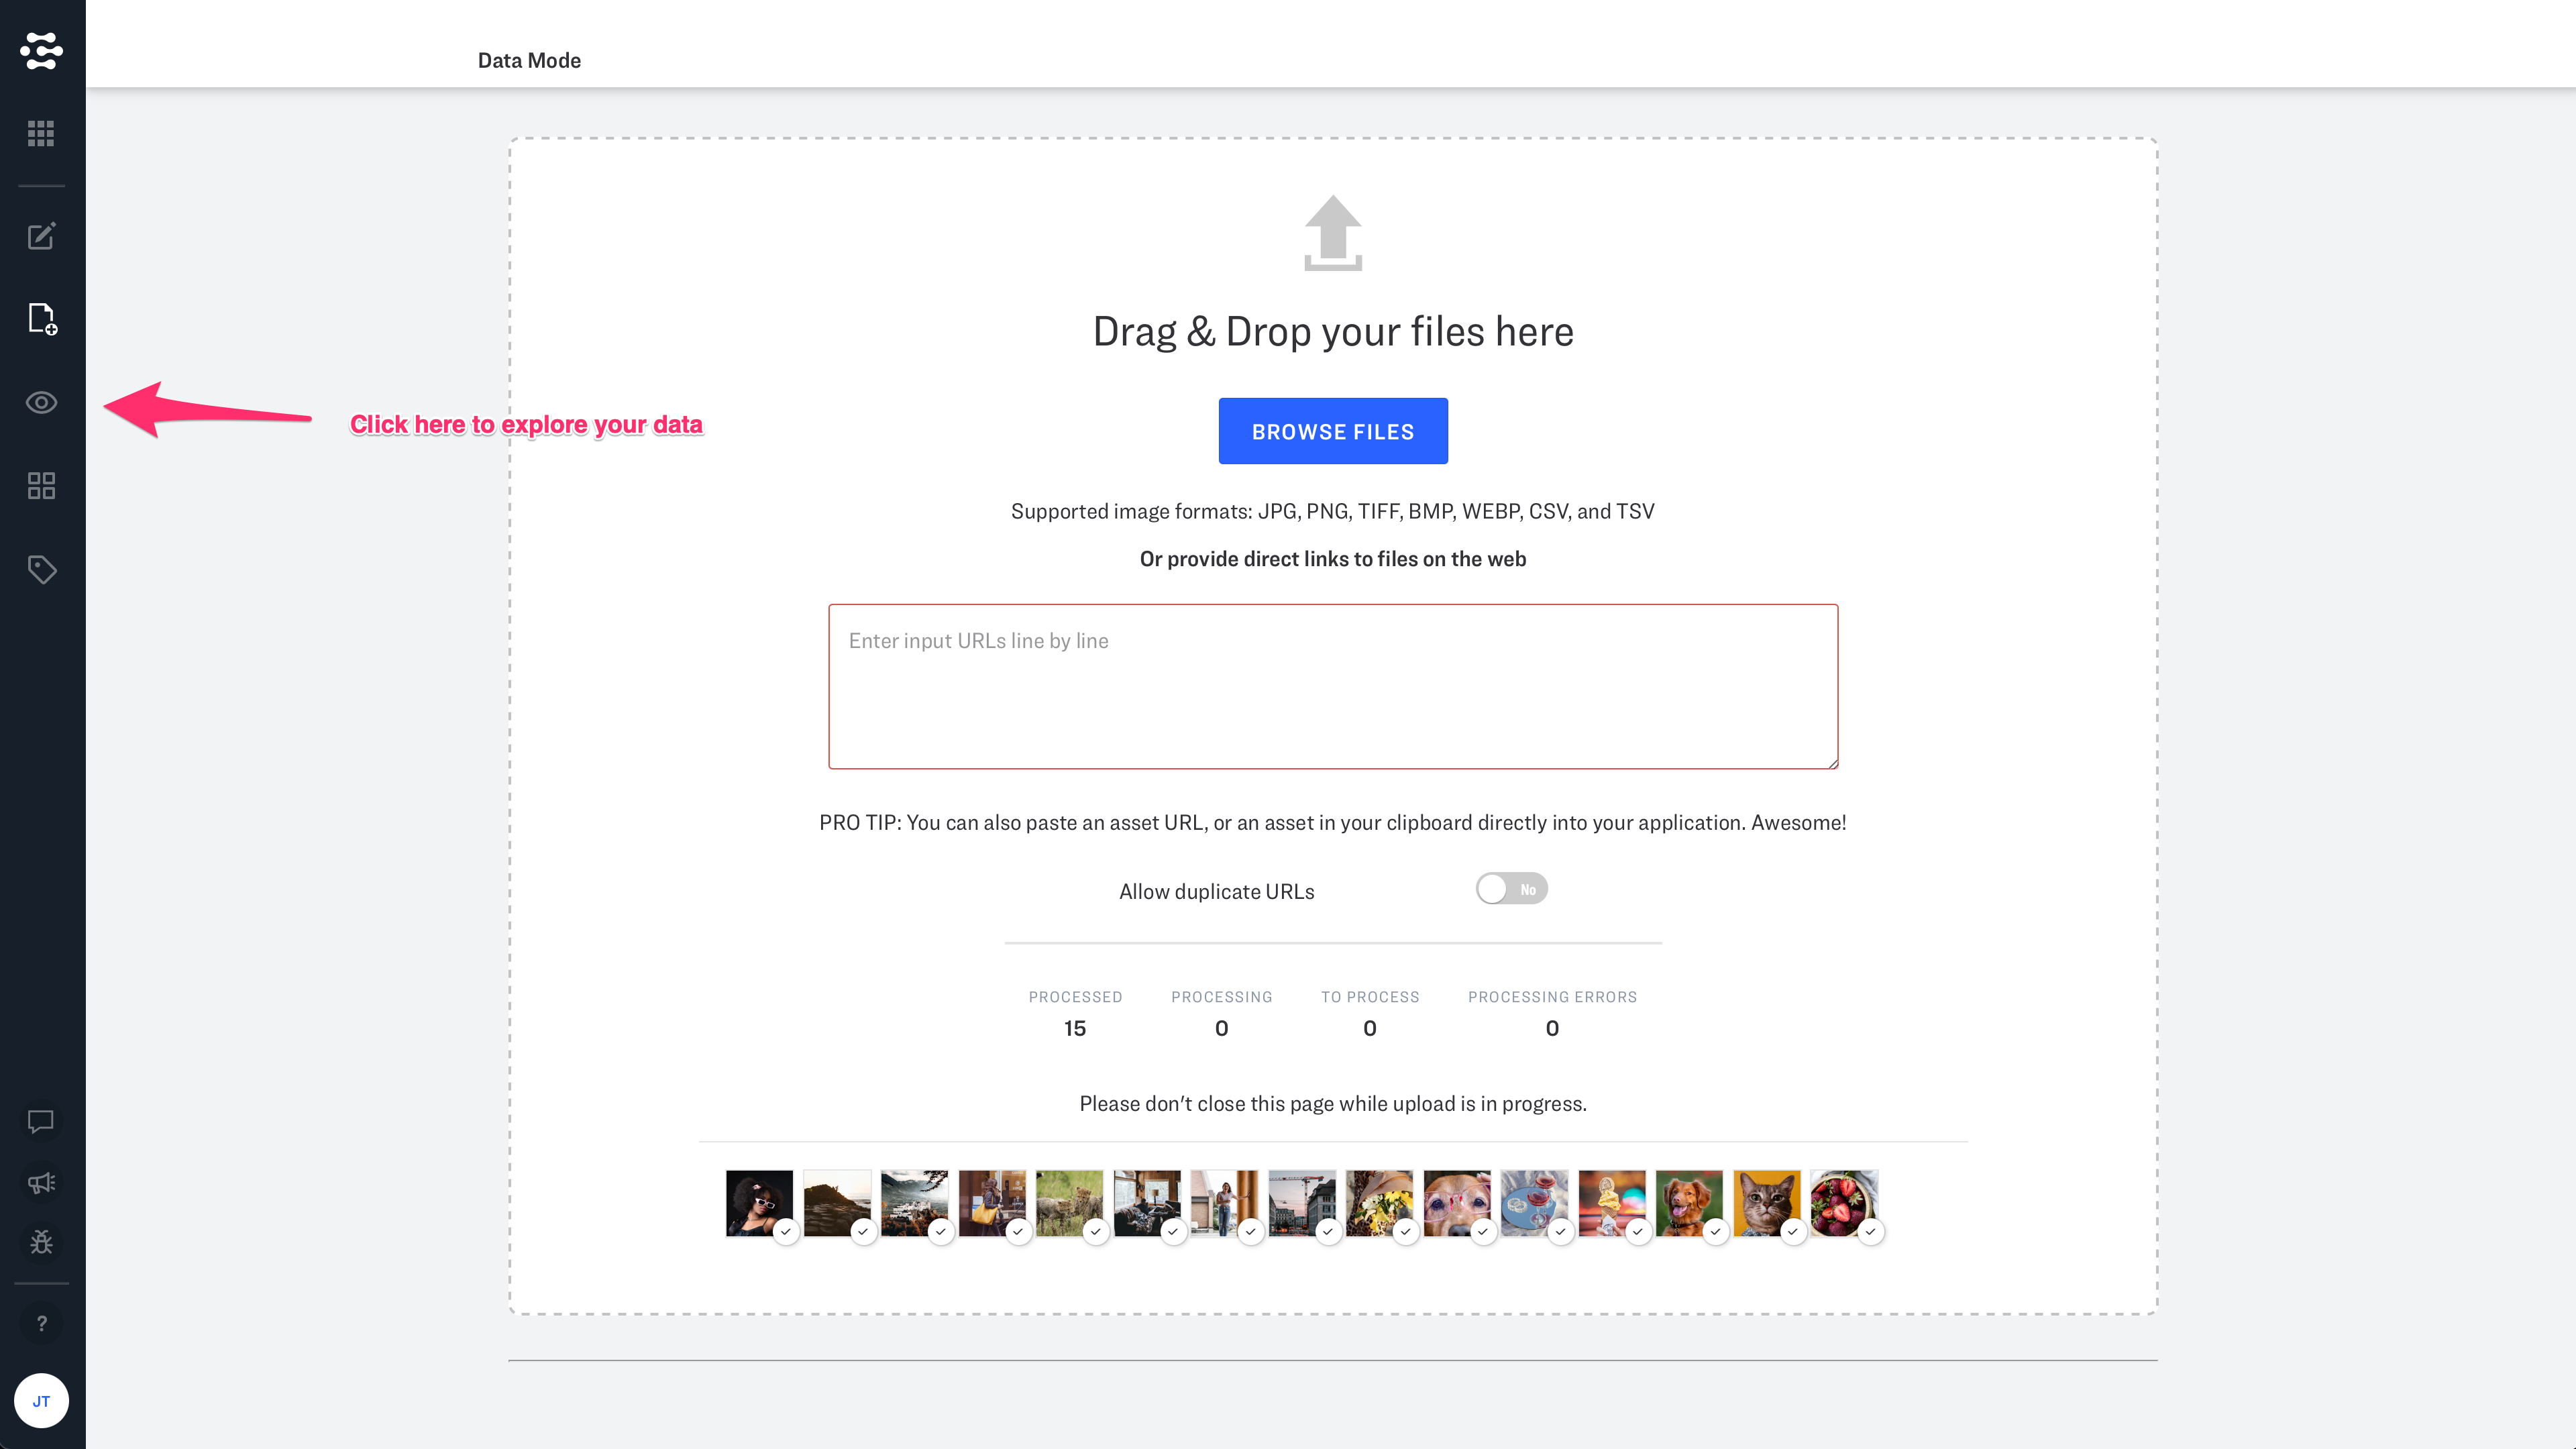 Data Mode
Drag & Drop your files here
BROWSE FILES
Click here to explore your data
Supported image formats: JPG, PNG, TIFF, BMP, WEBP, CSV, and TSV
Or provide direct links to files on the web
Enter input URLs line by line
PRO TIP: You can also paste an asset URL, or an asset in your clipboard directly into your application. Awesome!
Allow duplicate URLs No
PROCESSED PROCESSING TO PROCESS PROCESSING ERRORS
15 0 0 0
Please don't close this page while upload is in progress.
?
JT